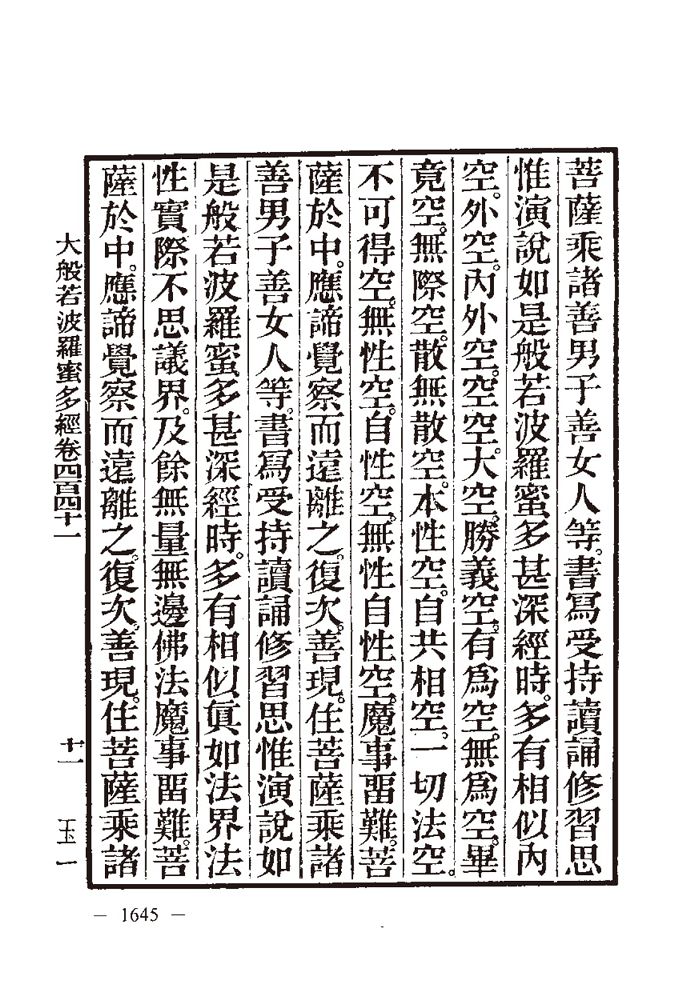 菩薩乘諸善男子善女人等。書寫受持讀誦修習思
惟演說如是般若波羅蜜多甚深經時。多有相似內
空。外空。內外空。空空。大空。勝義空。有爲空。無爲空。畢
竟空。無際空。散無散空。本性空。自共相空。一切法空。
不可得空。無性空。自性空。無性自性空。魔事畱難。菩
薩於中。應諦覺察而遠離之。復次。善現。住菩薩乘諸
善男子善女人等。書寫受持讀誦修習思惟演說如
是般若波羅蜜多甚深經時。多有相似眞如法界法
性實際不思議界。及餘無量無邊佛法魔事畱難。菩
薩於中。應諦覺察而遠離之。復次。善現。住菩薩乘諸
大般若波羅蜜多經卷四百四十一 十一 玉一
— 1645 —